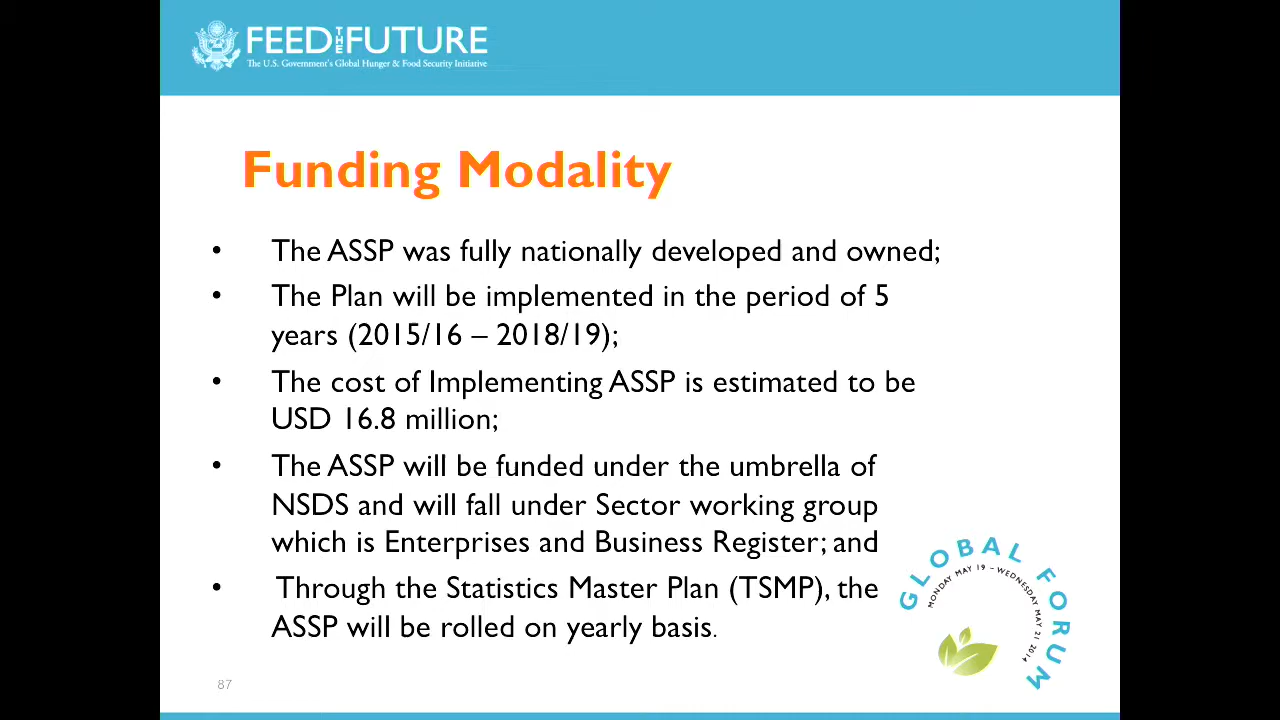 FEED THE FUTURE
The U.S. Government's Global Hunger & Food Security Initiative
Funding Modality
• The ASSP was fully nationally developed and owned;
• The Plan will be implemented in the period of 5
years (2015/16 – 2018/19);
• The cost of Implementing ASSP is estimated to be
USD 16.8 million;
• The ASSP will be funded under the umbrella of
NSDS and will fall under Sector working group
which is Enterprises and Business Register; and
• Through the Statistics Master Plan (TSMP), the
ASSP will be rolled on yearly basis.
GLOBAL FORUM
MONDAY MAY 19 – WEDNESDAY MAY 21 2014
87